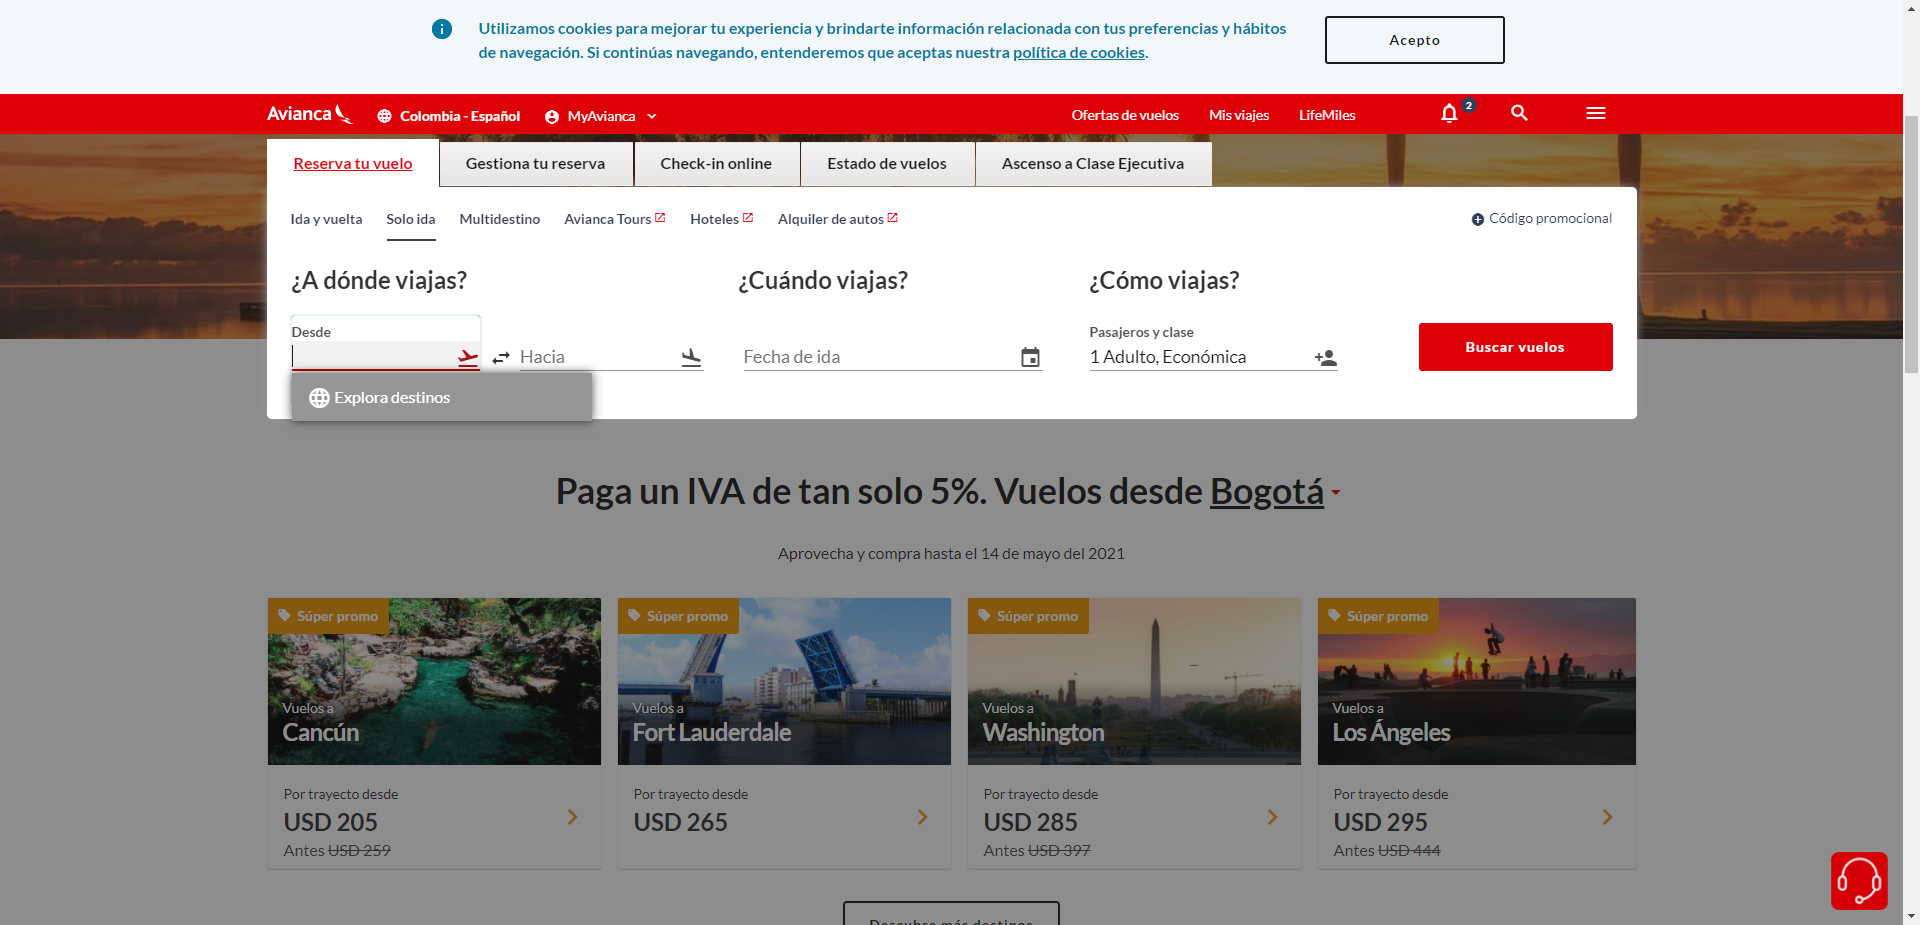 Utilizamos cookies para mejorar tu experiencia y brindarte información relacionada con tus preferencias y hábitos
de navegación. Si continúas navegando, entenderemos que aceptas nuestra política de cookies.
Acepto
Avianca
Colombia - Español
MyAvianca
Ofertas de vuelos
Mis viajes
LifeMiles
2
Reserva tu vuelo
Gestiona tu reserva
Check-in online
Estado de vuelos
Ascenso a Clase Ejecutiva
Ida y vuelta
Solo ida
Multidestino
Avianca Tours
Hoteles
Alquiler de autos
Código promocional
¿A dónde viajas?
¿Cuándo viajas?
¿Cómo viajas?
Desde
Hacia
Fecha de ida
Pasajeros y clase
1 Adulto, Económica
Buscar vuelos
Explora destinos
Paga un IVA de tan solo 5%. Vuelos desde Bogotá
Aprovecha y compra hasta el 14 de mayo del 2021
Súper promo
Vuelos a
Cancún
Por trayecto desde
USD 205
Antes USD 259
Súper promo
Vuelos a
Fort Lauderdale
Por trayecto desde
USD 265
Súper promo
Vuelos a
Washington
Por trayecto desde
USD 285
Antes USD 397
Súper promo
Vuelos a
Los Ángeles
Por trayecto desde
USD 295
Antes USD 444
Descubre más destinos